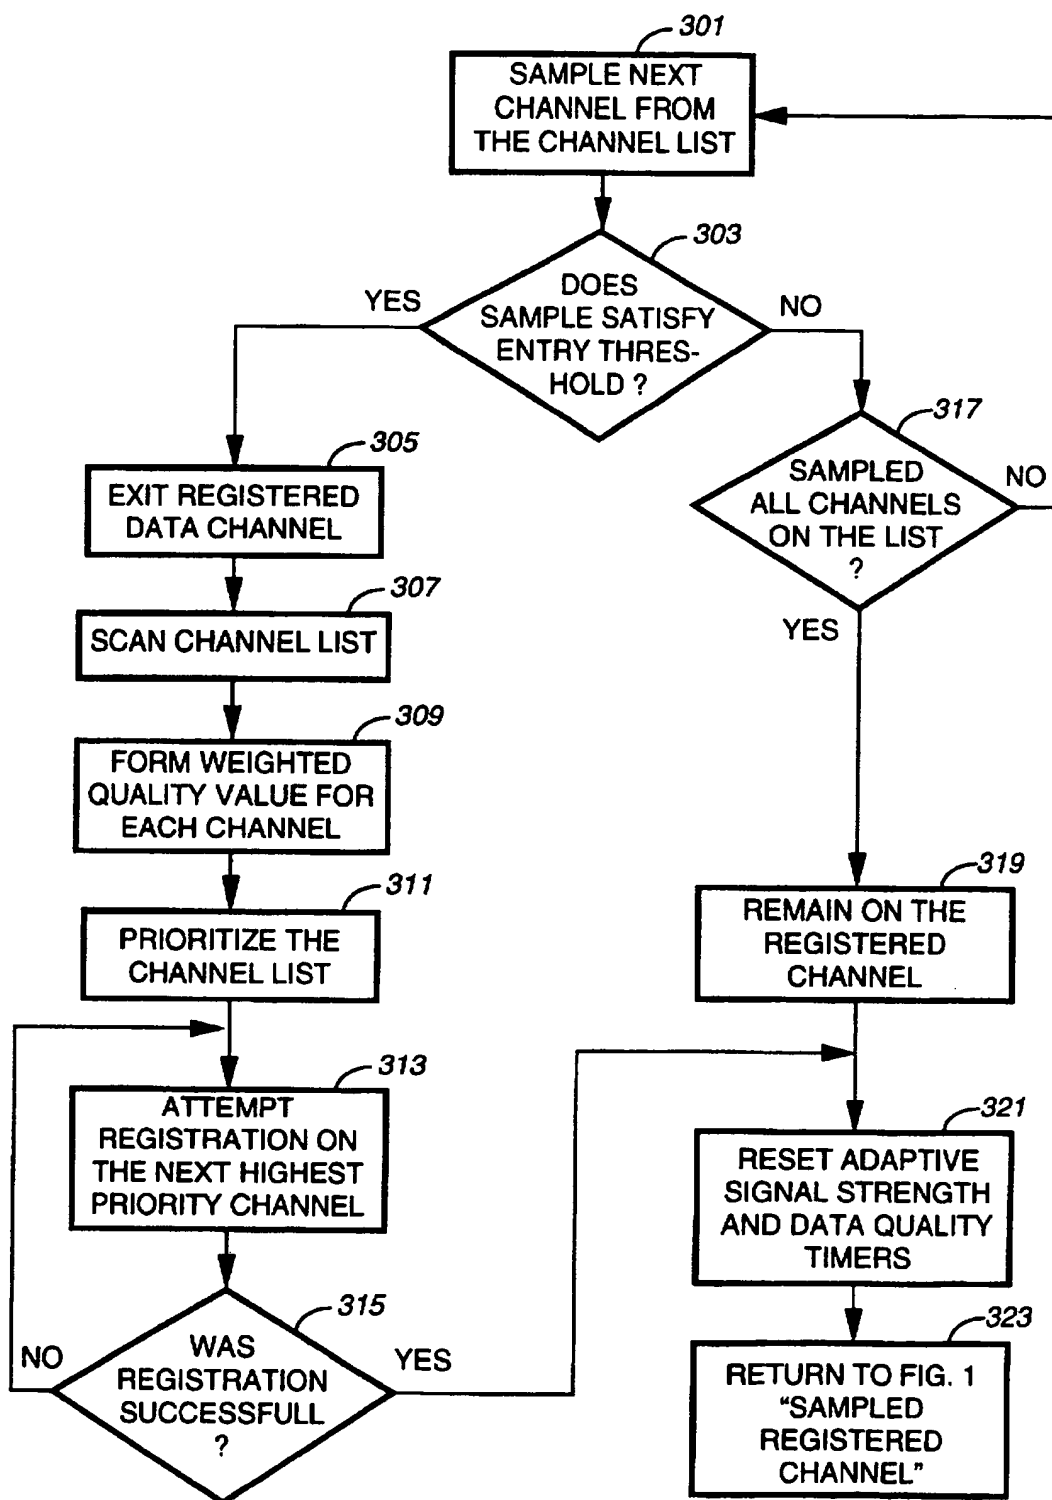 301
SAMPLE NEXT
CHANNEL FROM
THE CHANNEL LIST
303
DOES
SAMPLE SATISFY
ENTRY THRES-
HOLD ?
YES
NO
305
EXIT REGISTERED
DATA CHANNEL
317
SAMPLED
ALL CHANNELS
ON THE LIST
?
NO
YES
307
SCAN CHANNEL LIST
309
FORM WEIGHTED
QUALITY VALUE FOR
EACH CHANNEL
311
PRIORITIZE THE
CHANNEL LIST
319
REMAIN ON THE
REGISTERED
CHANNEL
313
ATTEMPT
REGISTRATION ON
THE NEXT HIGHEST
PRIORITY CHANNEL
321
RESET ADAPTIVE
SIGNAL STRENGTH
AND DATA QUALITY
TIMERS
315
WAS
REGISTRATION
SUCCESSFULL
?
NO
YES
323
RETURN TO FIG. 1
“SAMPLED
REGISTERED
CHANNEL”